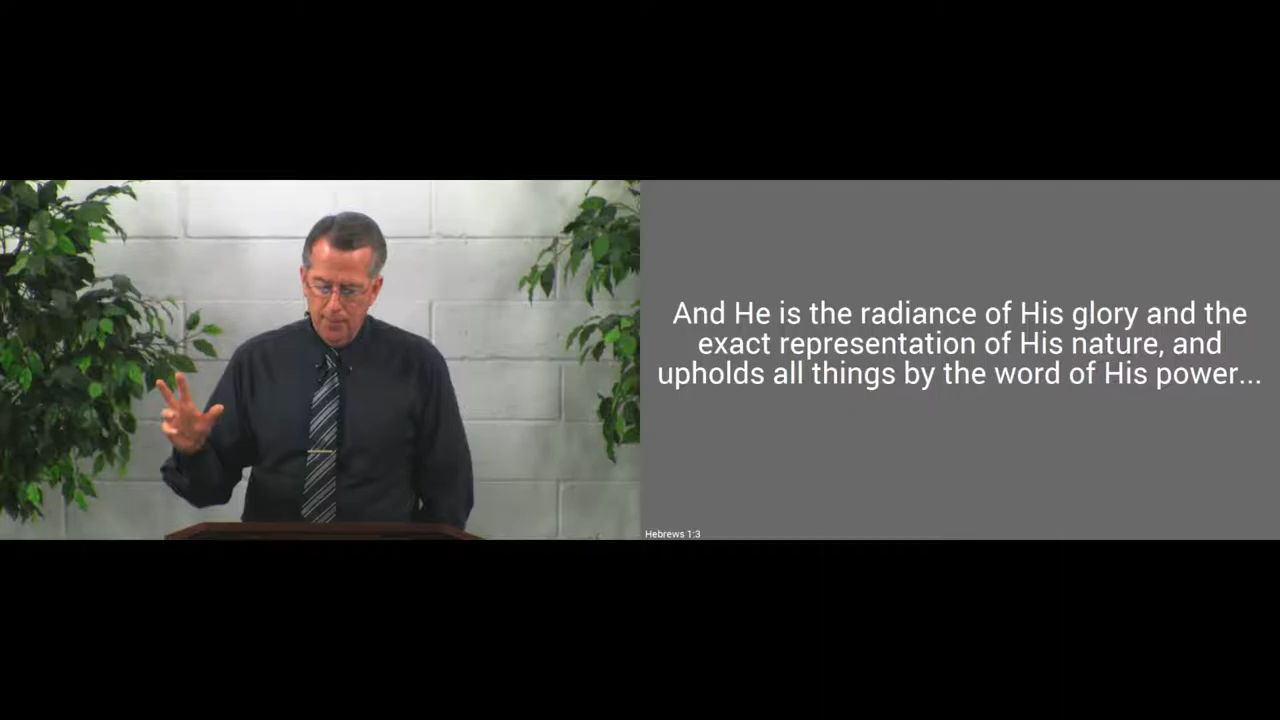 And He is the radiance of His glory and the
exact representation of His nature, and
upholds all things by the word of His power...
Hebrews 1:3